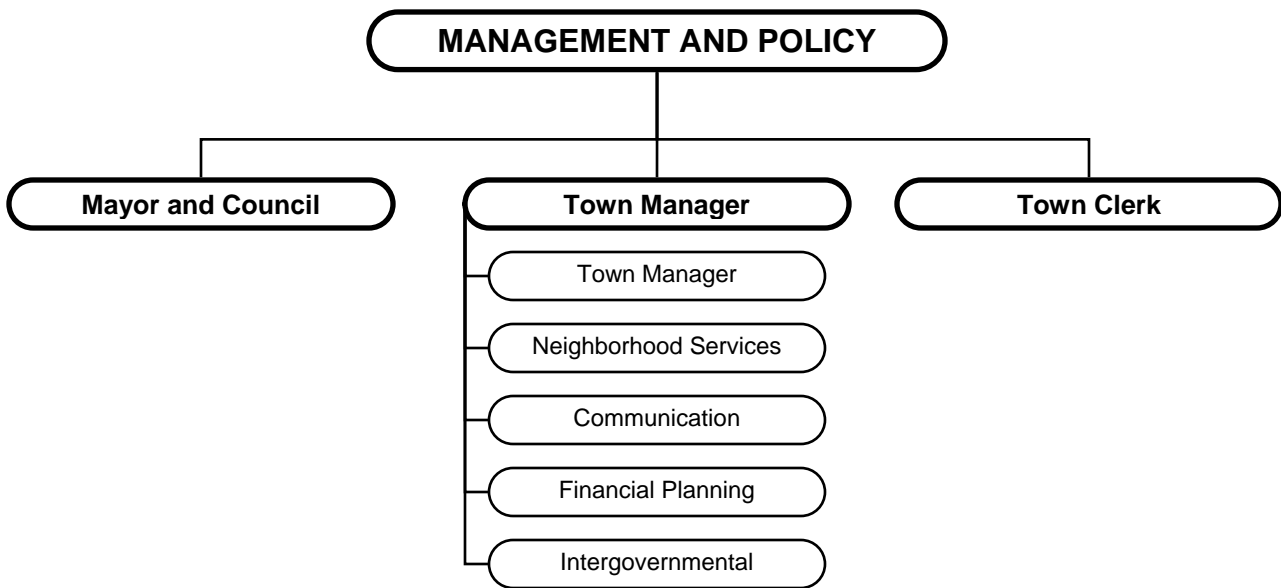 MANAGEMENT AND POLICY
Mayor and Council
Town Manager
Town Clerk
Town Manager
Neighborhood Services
Communication
Financial Planning
Intergovernmental